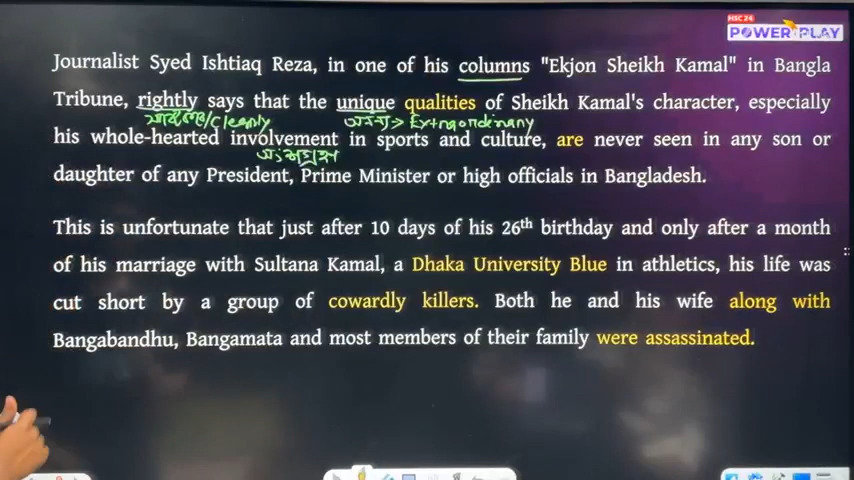 HSC 24
POWER PLAY
Journalist Syed Ishtiaq Reza, in one of his columns "Ekjon Sheikh Kamal" in Bangla
Tribune, rightly says that the unique qualities of Sheikh Kamal's character, especially
/Clearly > Extraordinary
his whole-hearted involvement in sports and culture, are never seen in any son or
daughter of any President, Prime Minister or high officials in Bangladesh.
This is unfortunate that just after 10 days of his 26th birthday and only after a month
of his marriage with Sultana Kamal, a Dhaka University Blue in athletics, his life was
cut short by a group of cowardly killers. Both he and his wife along with
Bangabandhu, Bangamata and most members of their family were assassinated.